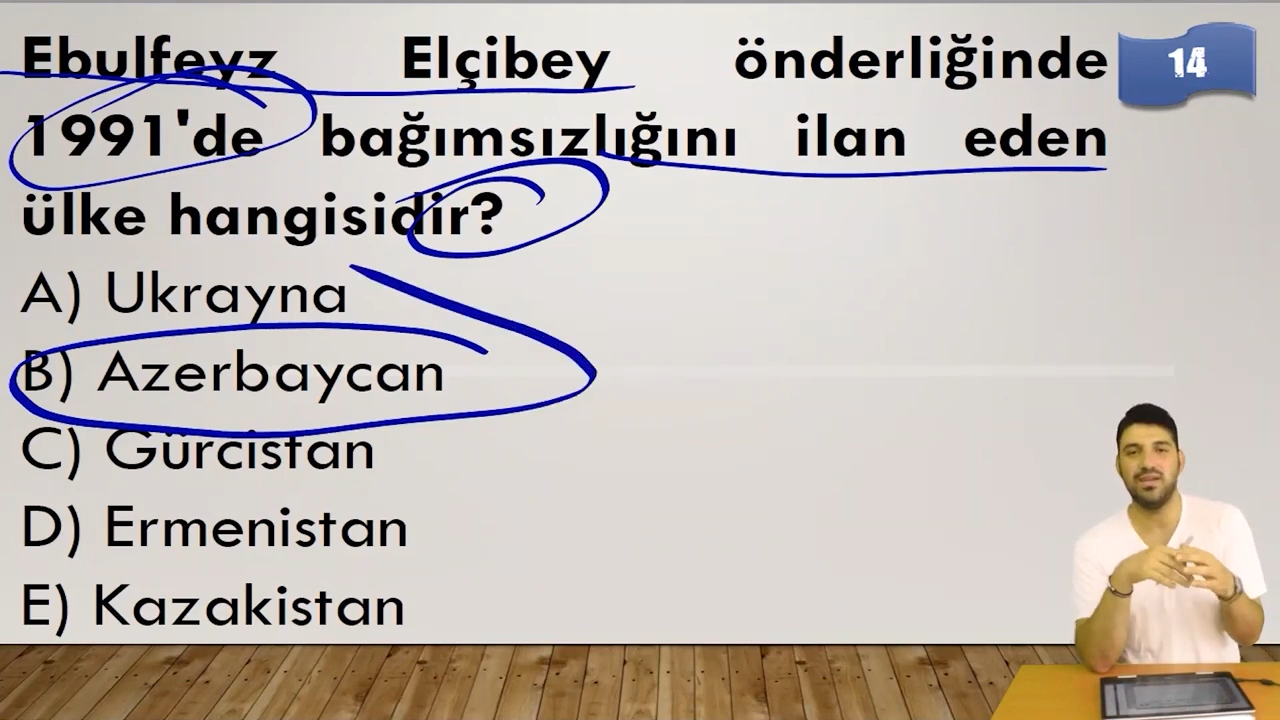 Ebulfeyz Elçibey önderliğinde
14
1991'de bağımsızlığını ilan eden
ülke hangisidir?
A) Ukrayna
B) Azerbaycan
C) Gürcistan
D) Ermenistan
E) Kazakistan